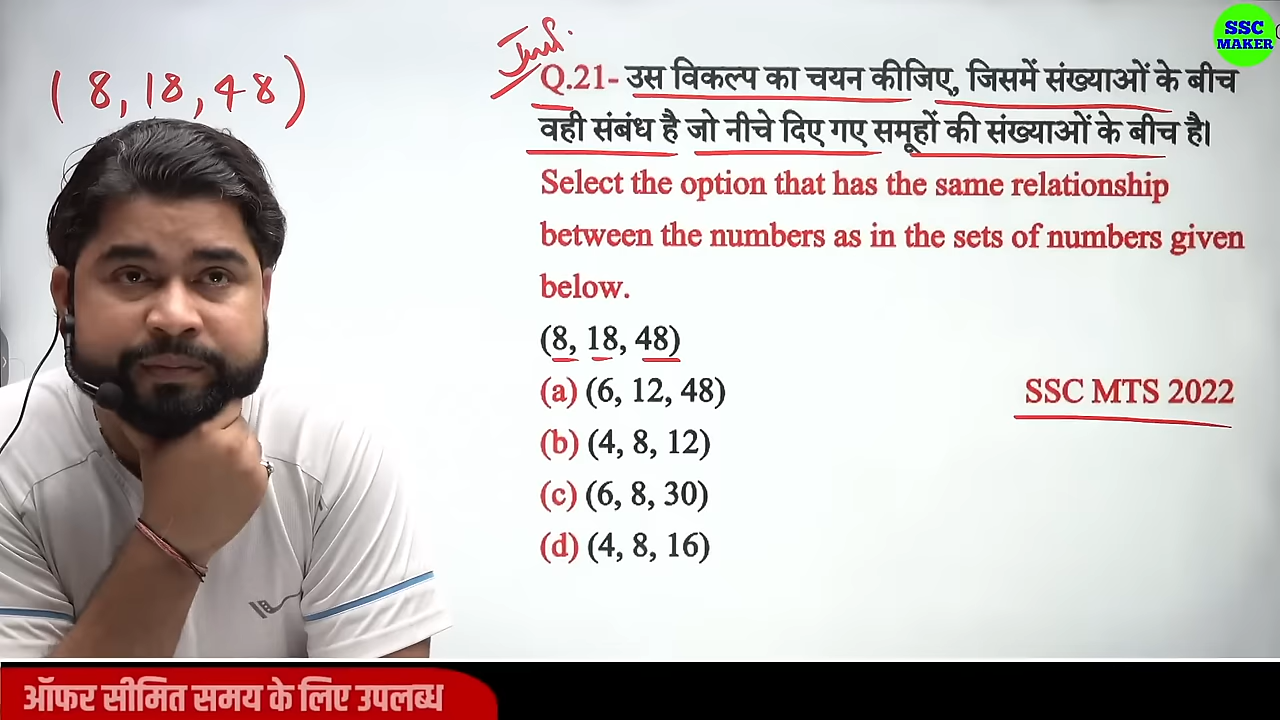 SSC
MAKER
(8, 18, 48)
Q.21- उस विकल्प का चयन कीजिए, जिसमें संख्याओं के बीच
वही संबंध है जो नीचे दिए गए समूहों की संख्याओं के बीच है।
Select the option that has the same relationship
between the numbers as in the sets of numbers given
below.
(8, 18, 48)
(a) (6, 12, 48)
SSC MTS 2022
(b) (4, 8, 12)
(c) (6, 8, 30)
(d) (4, 8, 16)
ऑफर सीमित समय के लिए उपलब्ध